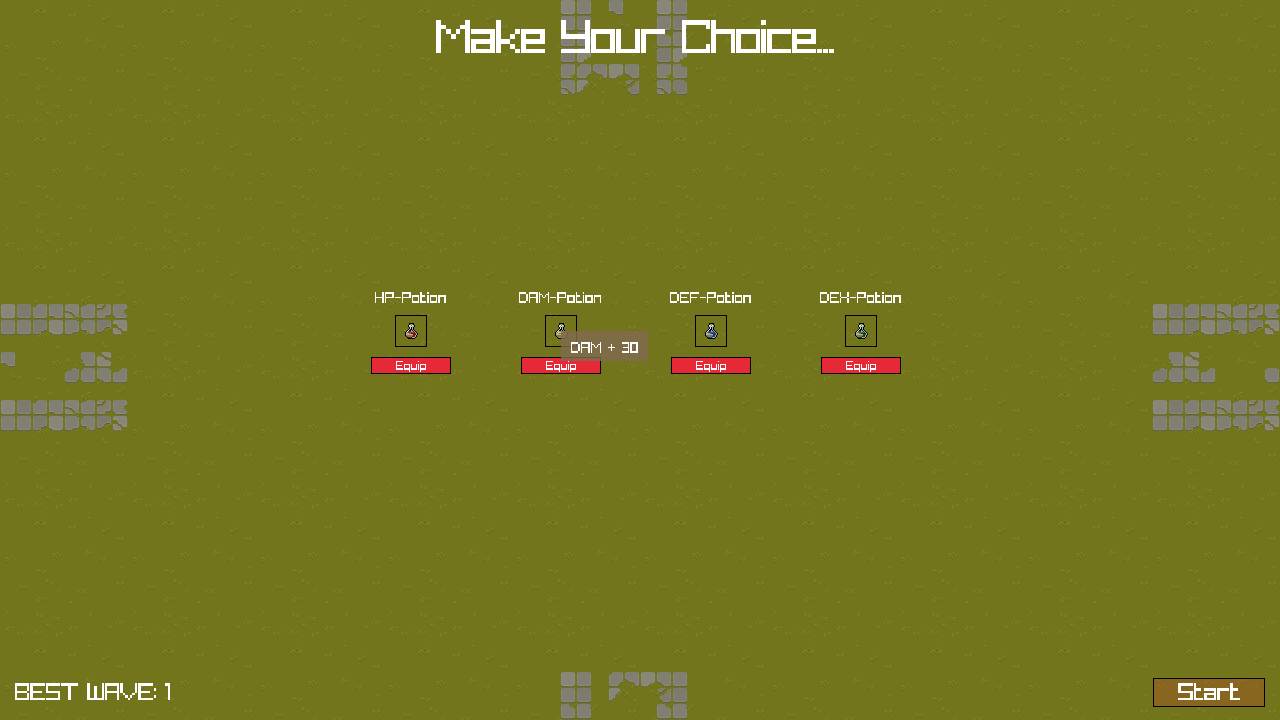 Make Your Choice...
HP-Potion
DAM-Potion
DEF-Potion
DEX-Potion
DAM + 30
Equip
Equip
Equip
Equip
BEST WAVE: 1
Start